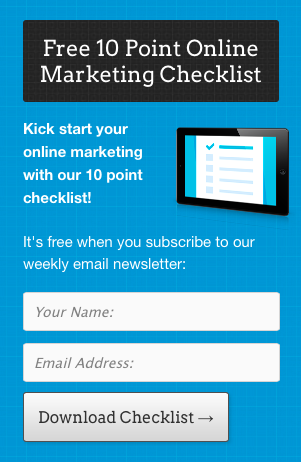 Free 10 Point Online
Marketing Checklist
Kick start your
online marketing
with our 10 point
checklist!
It's free when you subscribe to our
weekly email newsletter:
Your Name:
Email Address:
Download Checklist →